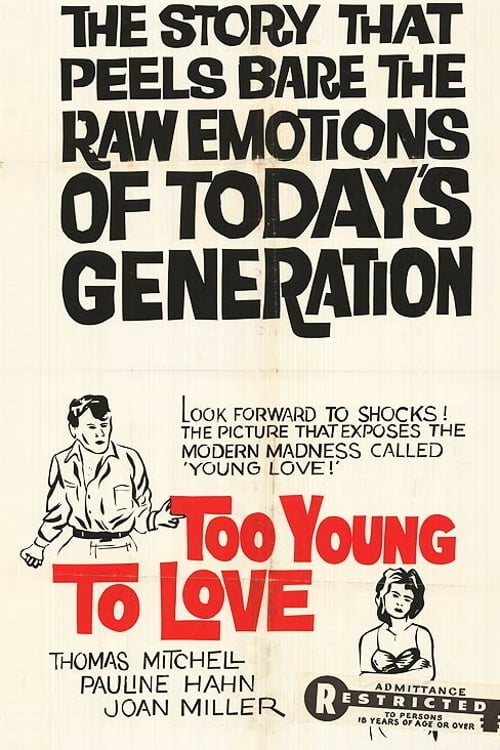 THE STORY THAT
PEELS BARE THE
RAW EMOTIONS
OF TODAY'S
GENERATION
LOOK FORWARD TO SHOCKS!
THE PICTURE THAT EXPOSES THE
MODERN MADNESS CALLED
'YOUNG LOVE!'
TOO YOUNG
TO LOVE
THOMAS MITCHELL
PAULINE HAHN
JOAN MILLER
ADMITTANCE
RESTRICTED
TO PERSONS
18 YEARS OF AGE OR OVER